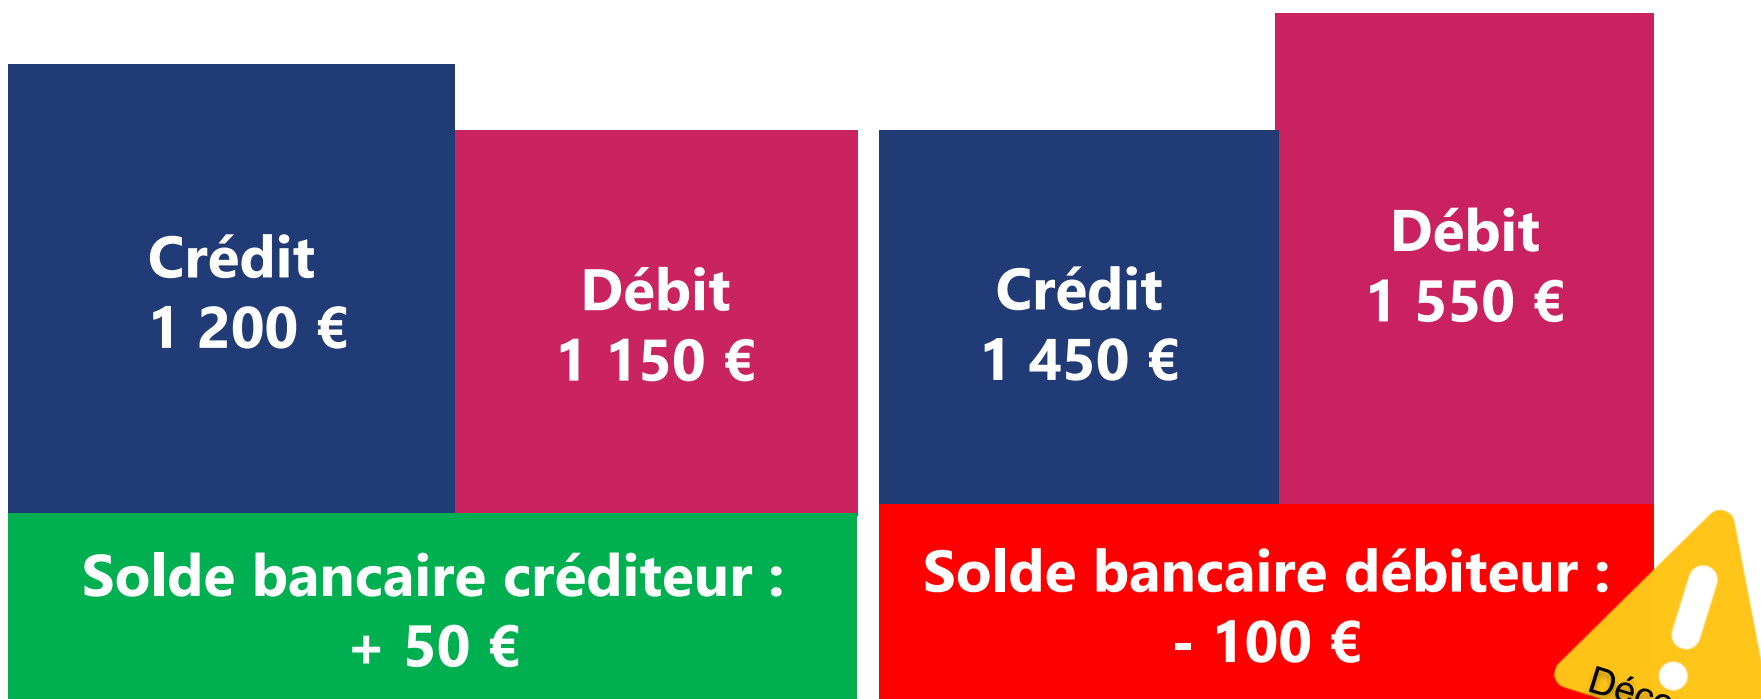 Crédit
1 200 €
Débit
1 150 €
Solde bancaire créditeur :
+ 50 €
Crédit
1 450 €
Débit
1 550 €
Solde bancaire débiteur :
- 100 €